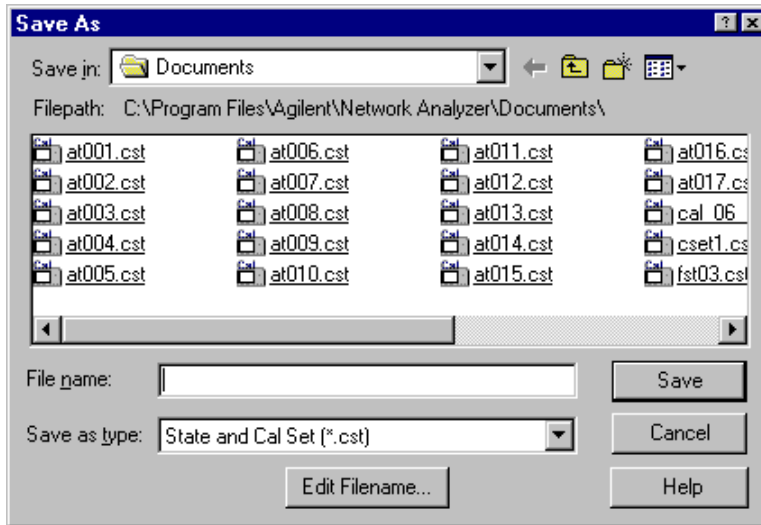 Save As
Save in: Documents
Filepath: C:\Program Files\Agilent\Network Analyzer\Documents\
at001.cst at006.cst at011.cst at016.cs
at002.cst at007.cst at012.cst at017.cs
at003.cst at008.cst at013.cst cal_06_
at004.cst at009.cst at014.cst cset1.cs
at005.cst at010.cst at015.cst fst03.cst
File name: Save
Save as type: State and Cal Set (*.cst) Cancel
Edit Filename... Help